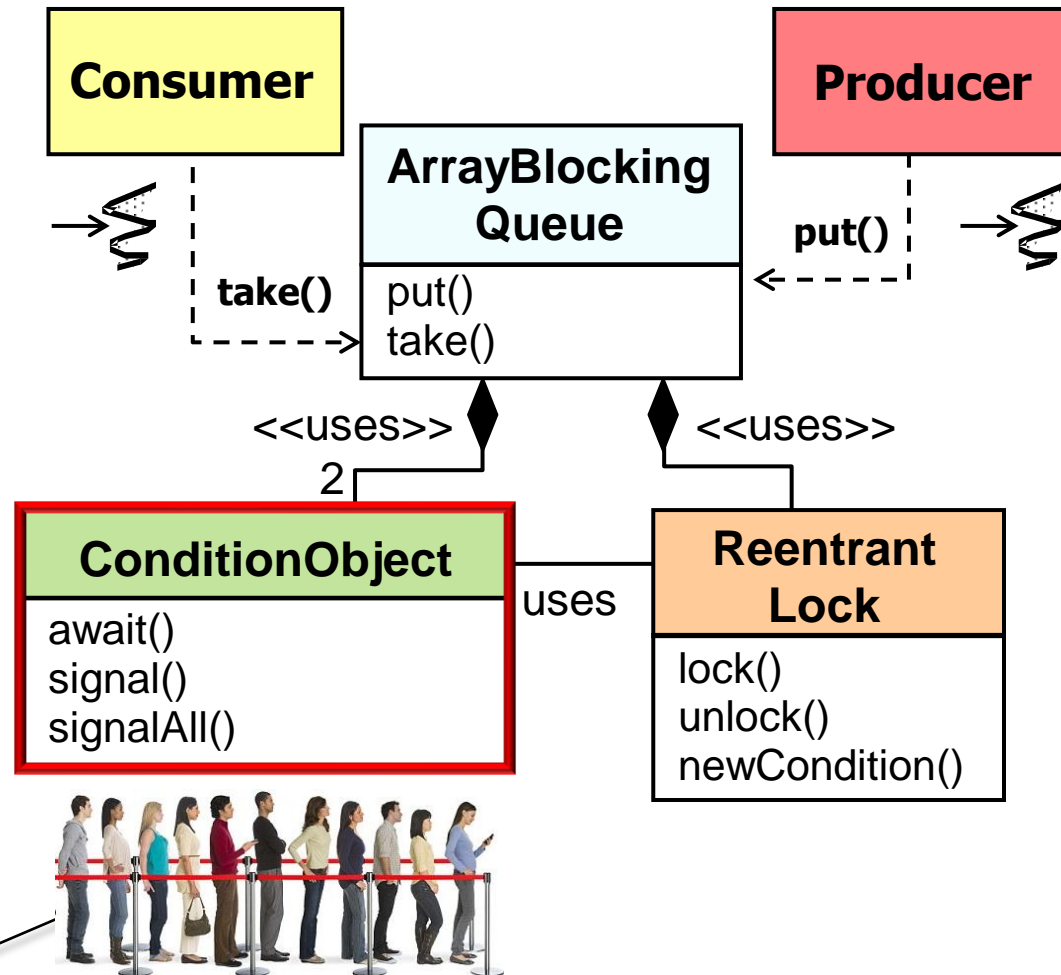 Consumer
Producer
ArrayBlocking
Queue
put()
take()
put()
take()
<<uses>>
<<uses>>
2
ConditionObject
await()
signal()
signalAll()
uses
Reentrant
Lock
lock()
unlock()
newCondition()